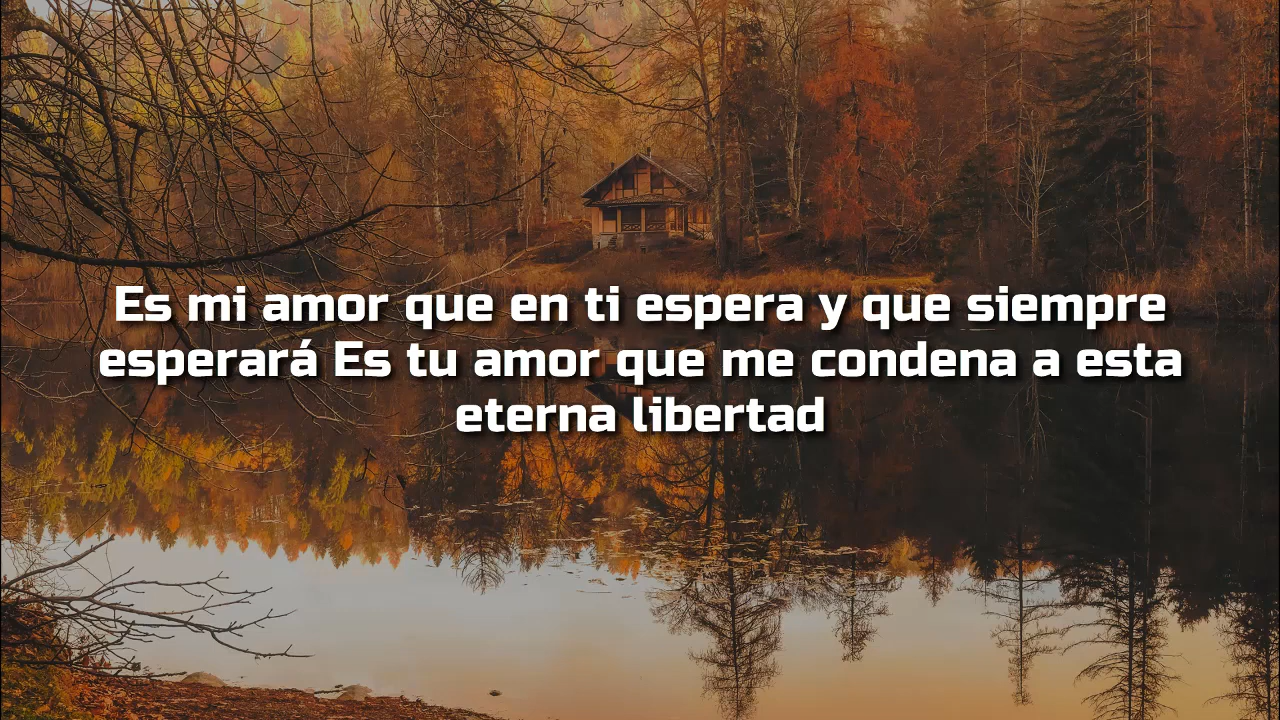 Es mi amor que en ti espera y que siempre
esperará Es tu amor que me condena a esta
eterna libertad